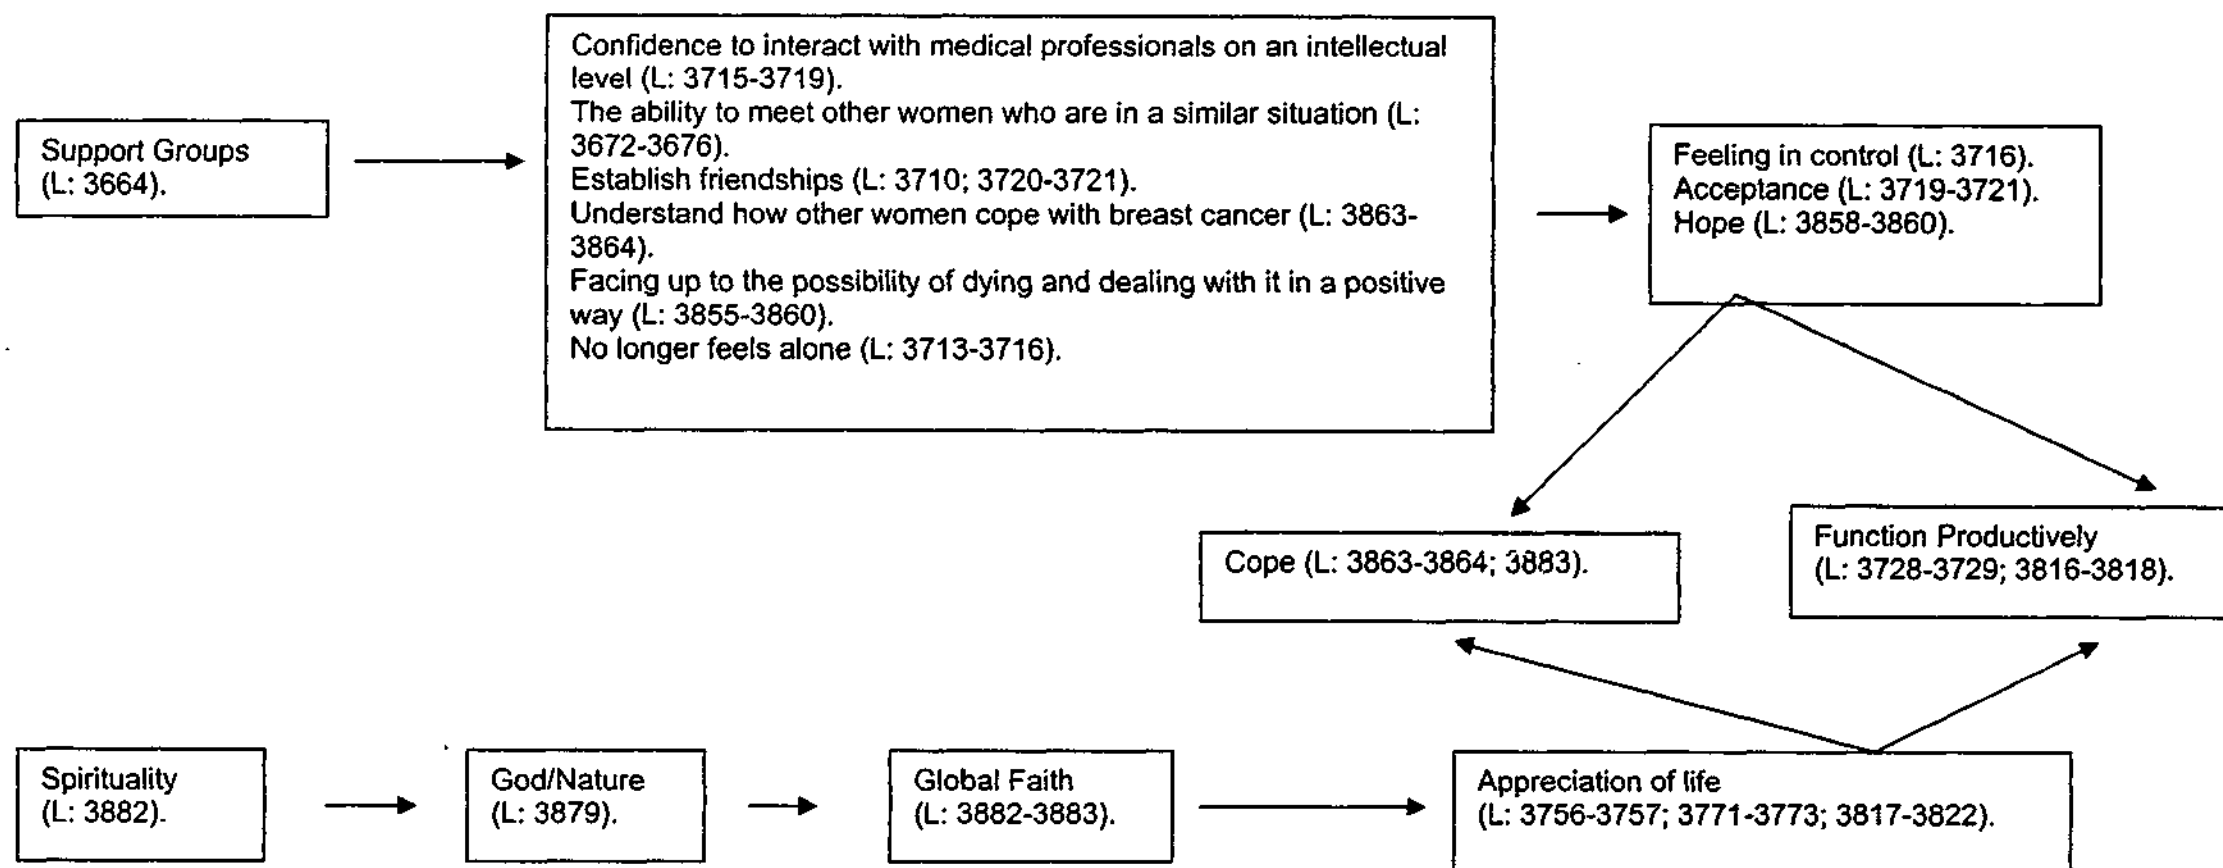 Support Groups
(L: 3664).
Confidence to interact with medical professionals on an intellectual
level (L: 3715-3719).
The ability to meet other women who are in a similar situation (L:
3672-3676).
Establish friendships (L: 3710; 3720-3721).
Understand how other women cope with breast cancer (L: 3863-
3864).
Facing up to the possibility of dying and dealing with it in a positive
way (L: 3855-3860).
No longer feels alone (L: 3713-3716).
Feeling in control (L: 3716).
Acceptance (L: 3719-3721).
Hope (L: 3858-3860).
Cope (L: 3863-3864; 3883).
Function Productively
(L: 3728-3729; 3816-3818).
Spirituality
(L: 3882).
God/Nature
(L: 3879).
Global Faith
(L: 3882-3883).
Appreciation of life
(L: 3756-3757; 3771-3773; 3817-3822).